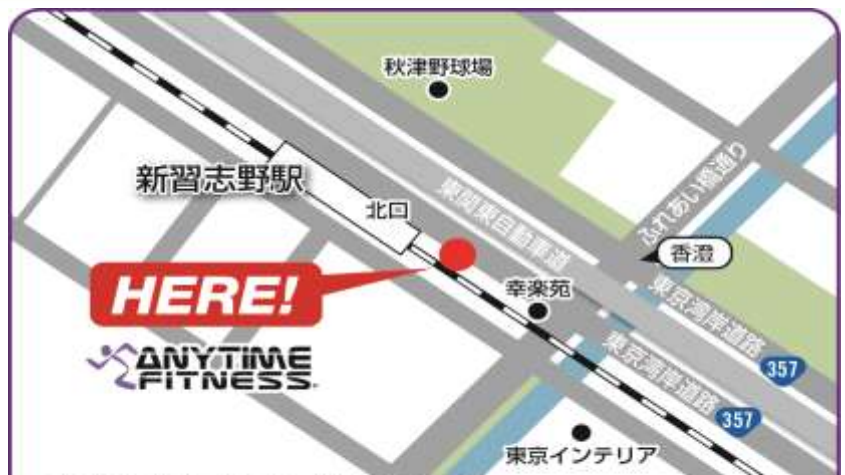 秋津野球場
新習志野駅
北口
東関東自動車道
ふれあい橋通り
香澄
HERE!
幸楽苑
東京湾岸道路
357
東京湾岸道路
357
ANYTIME
FITNESS
東京インテリア